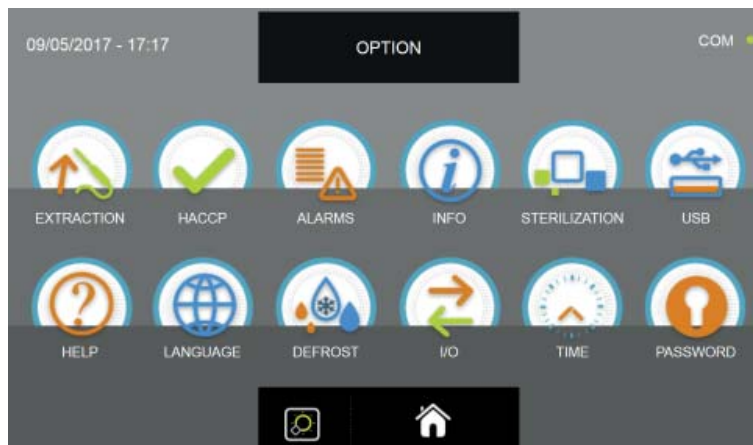 09/05/2017 - 17:17
OPTION
COM
EXTRACTION
HACCP
ALARMS
INFO
STERILIZATION
USB
HELP
LANGUAGE
DEFROST
I/O
TIME
PASSWORD